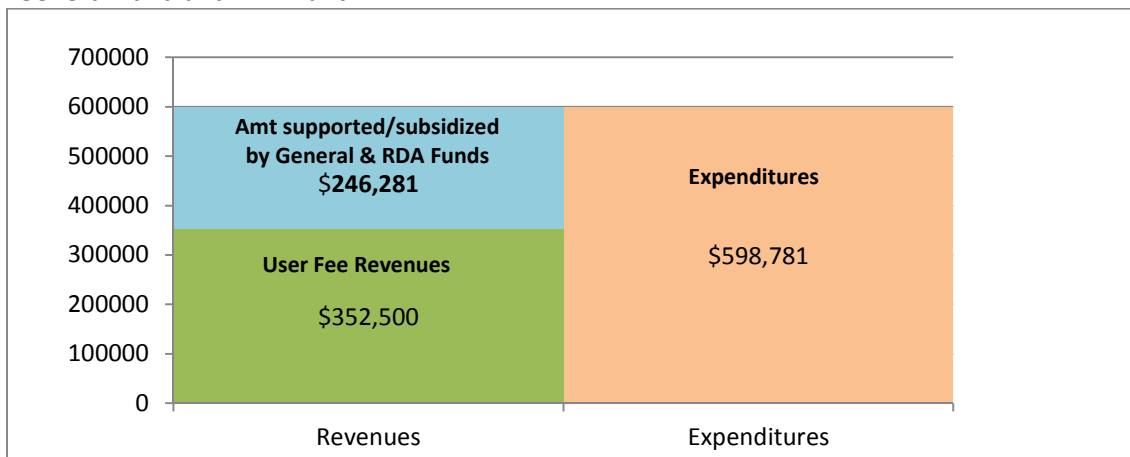 700000
600000
500000
400000
300000
200000
100000
0
Amt supported/subsidized
by General & RDA Funds
$246,281
User Fee Revenues
$352,500
Expenditures
$598,781
Revenues
Expenditures